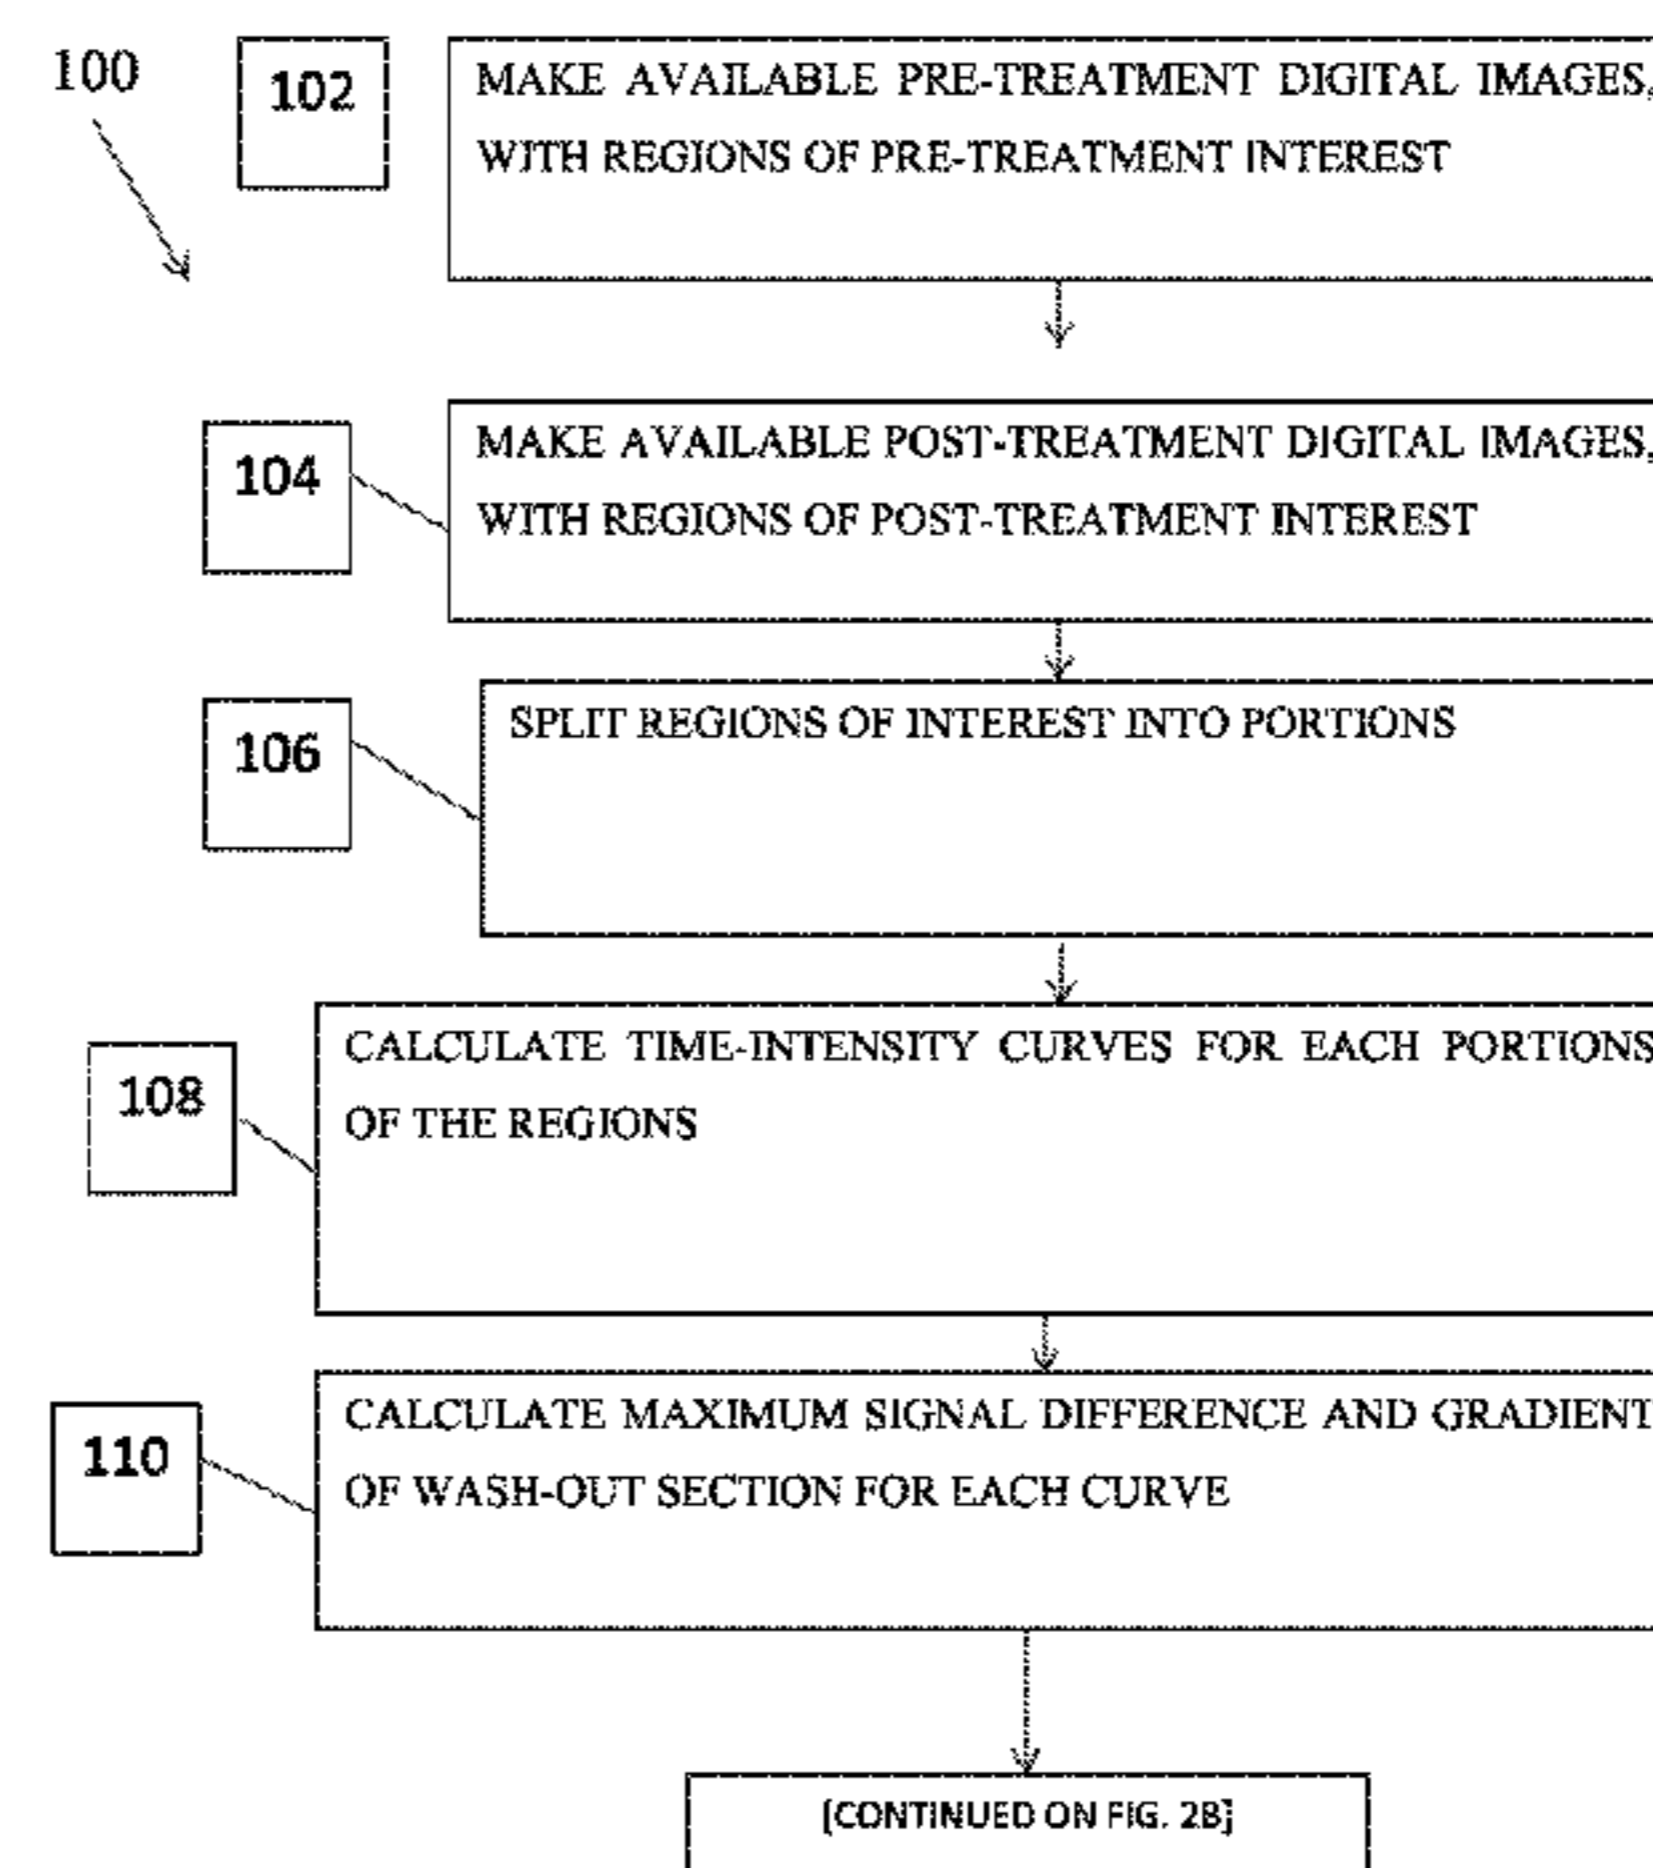 100
102
MAKE AVAILABLE PRE-TREATMENT DIGITAL IMAGES,
WITH REGIONS OF PRE-TREATMENT INTEREST
104
MAKE AVAILABLE POST-TREATMENT DIGITAL IMAGES,
WITH REGIONS OF POST-TREATMENT INTEREST
106
SPLIT REGIONS OF INTEREST INTO PORTIONS
108
CALCULATE TIME-INTENSITY CURVES FOR EACH PORTIONS
OF THE REGIONS
110
CALCULATE MAXIMUM SIGNAL DIFFERENCE AND GRADIENT
OF WASH-OUT SECTION FOR EACH CURVE
[CONTINUED ON FIG. 2B]